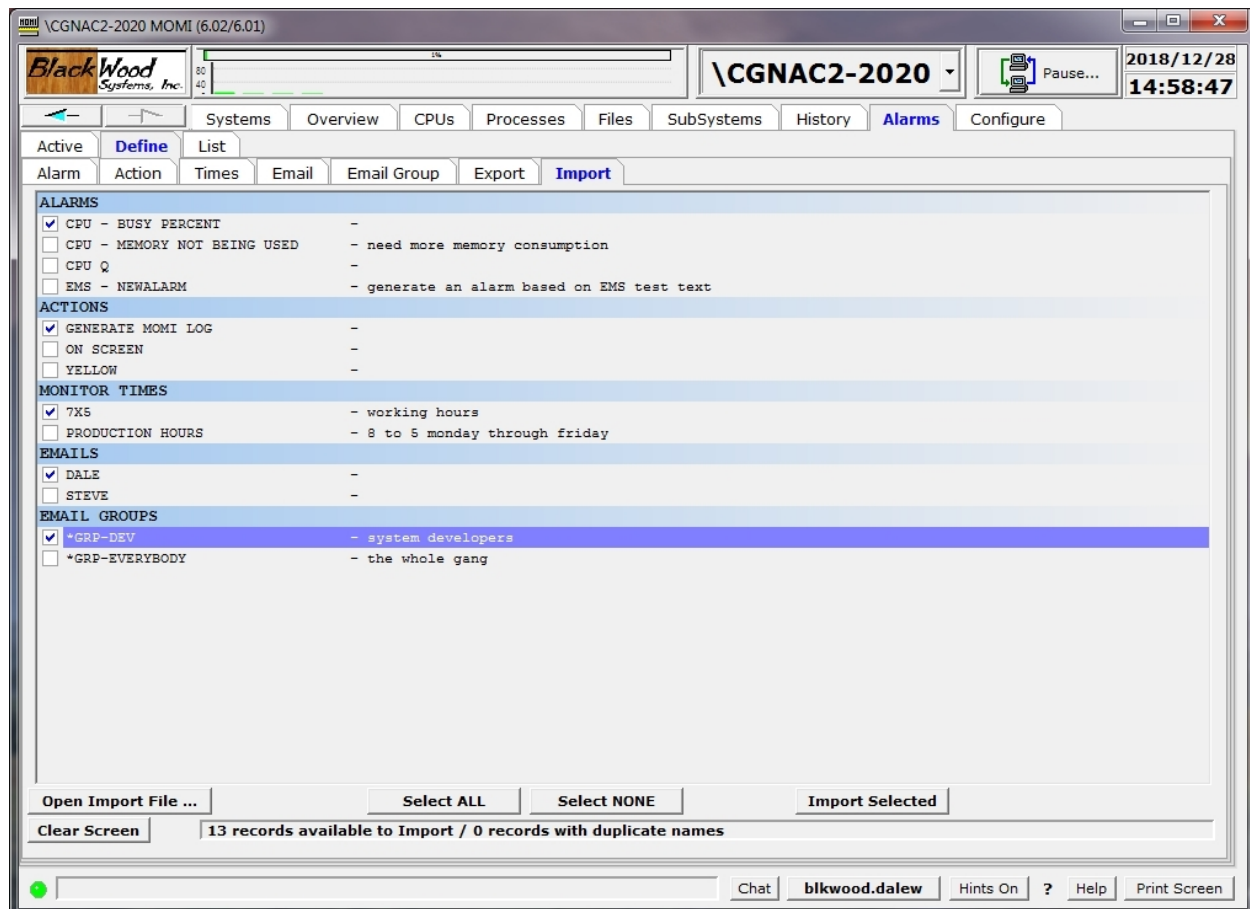 \CGNAC2-2020 MOMI (6.02/6.01)
BlackWood Systems, Inc.
1%
80
40
\CGNAC2-2020
Pause...
2018/12/28
14:58:47
Systems Overview CPUs Processes Files SubSystems History Alarms Configure
Active Define List
Alarm Action Times Email Email Group Export Import
ALARMS
CPU - BUSY PERCENT -
CPU - MEMORY NOT BEING USED - need more memory consumption
CPU Q -
EMS - NEWALARM - generate an alarm based on EMS test text
ACTIONS
GENERATE MOMI LOG -
ON SCREEN -
YELLOW -
MONITOR TIMES
7X5 - working hours
PRODUCTION HOURS - 8 to 5 monday through friday
EMAILS
DALE -
STEVE -
EMAIL GROUPS
*GRP-DEV - system developers
*GRP-EVERYBODY - the whole gang
Open Import File ... Select ALL Select NONE Import Selected
Clear Screen 13 records available to Import / 0 records with duplicate names
Chat blkwood.dalew Hints On ? Help Print Screen